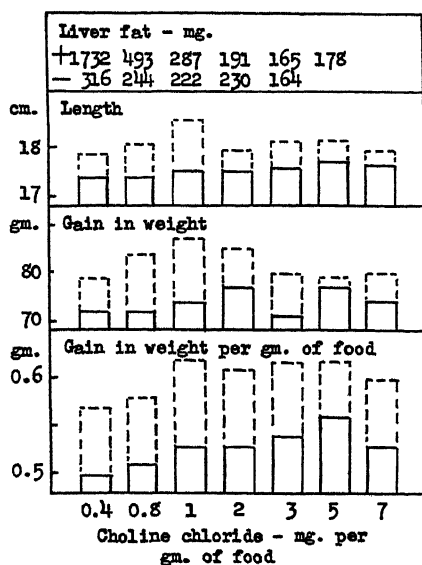 Liver fat - mg.
+1732 493 287 191 165 178
- 316 244 222 230 164
cm. Length
18
17
gm. Gain in weight
80
70
gm. Gain in weight per gm. of food
0.6
0.5
0.4 0.8 1 2 3 5 7
Choline chloride - mg. per
gm. of food